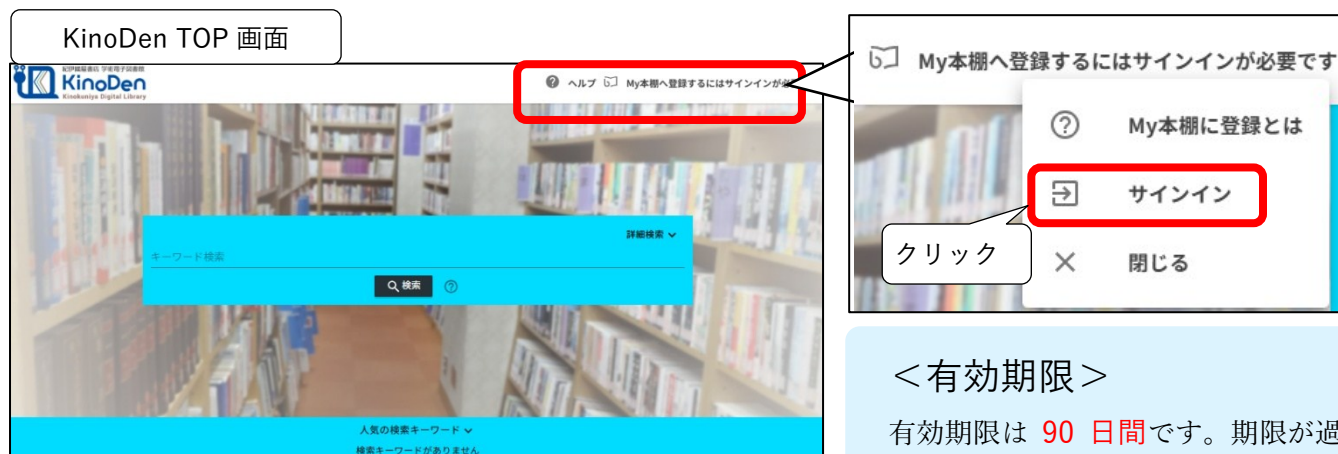 KinoDen TOP 画面
紀伊國屋書店 学術電子図書館
KinoDen
Kinokuniya Digital Library
ヘルプ My本棚へ登録するにはサインインが必
詳細検索
キーワード検索
検索
人気の検索キーワード
検索キーワードがありません
My本棚へ登録するにはサインインが必要です
My本棚に登録とは
サインイン
クリック
閉じる
<有効期限>
有効期限は 90 日間です。期限が過